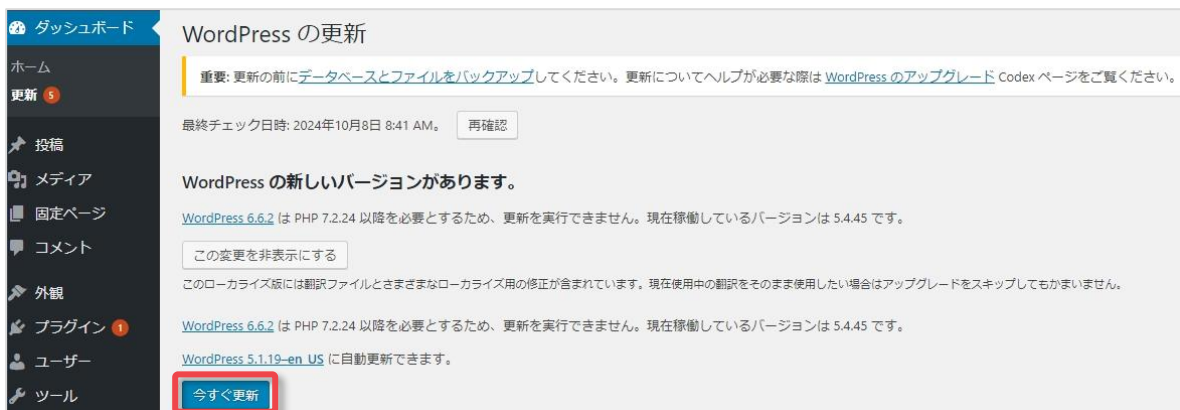 ダッシュボード
ホーム
更新 5
投稿
メディア
固定ページ
コメント
外観
プラグイン 1
ユーザー
ツール
WordPress の更新
重要: 更新の前にデータベースとファイルをバックアップしてください。更新についてヘルプが必要な際は WordPress のアップグレード Codex ページをご覧ください。
最終チェック日時: 2024年10月8日 8:41 AM。 再確認
WordPress の新しいバージョンがあります。
WordPress 6.6.2 は PHP 7.2.24 以降を必要とするため、更新を実行できません。現在稼働しているバージョンは 5.4.45 です。
この変更を非表示にする
このローカライズ版には翻訳ファイルとさまざまなローカライズ用の修正が含まれています。現在使用中の翻訳をそのまま使用したい場合はアップグレードをスキップしてもかまいません。
WordPress 6.6.2 は PHP 7.2.24 以降を必要とするため、更新を実行できません。現在稼働しているバージョンは 5.4.45 です。
WordPress 5.1.19–en_US に自動更新できます。
今すぐ更新